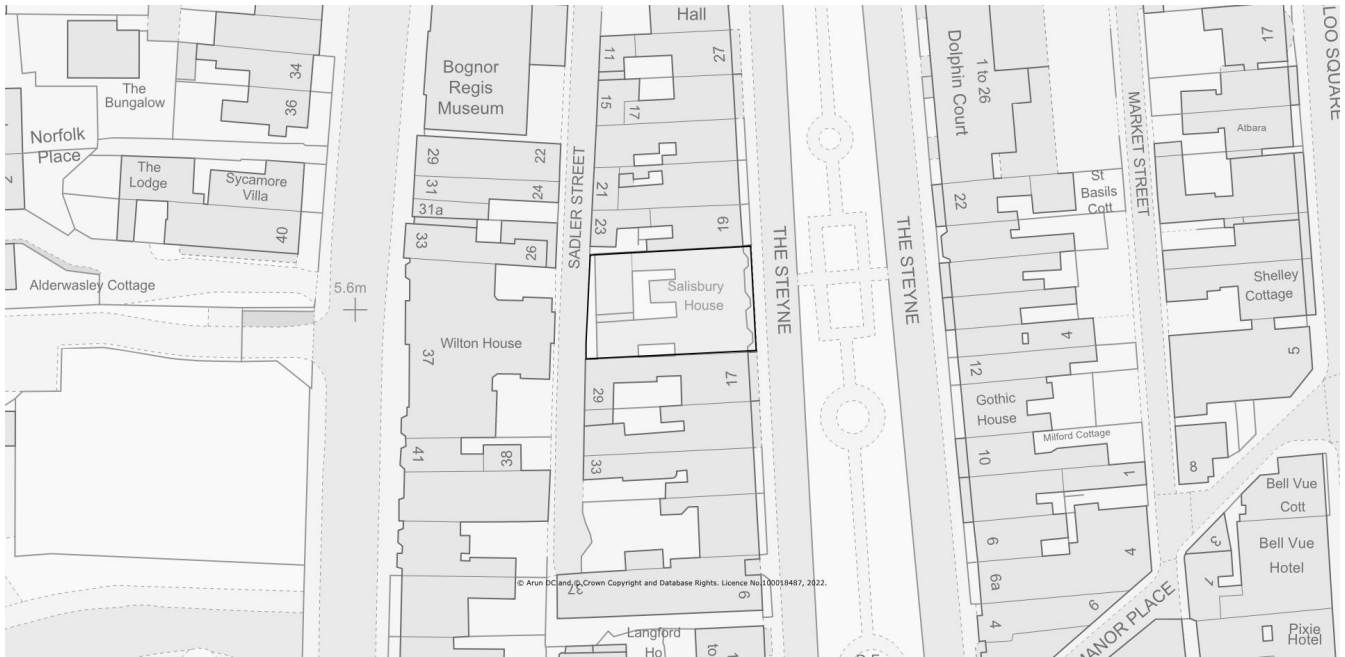 Hall
LOO SQUARE
17
34
The
Bungalow
36
Bognor
Regis
Museum
11
27
15
17
Dolphin Court
1 to 26
MARKET STREET
Atbara
Norfolk
Place
2
The
Lodge
Sycamore
Villa
29
22
31
24
31a
SADLER STREET
21
St
Basils
Cott
22
40
33
26
23
19
THE STEYNE
THE STEYNE
Alderwasley Cottage
5.6m
Salisbury
House
Shelley
Cottage
Wilton House
37
4
5
17
12
29
Gothic
House
Milford Cottage
41
38
33
10
1
8
Bell Vue
Cott
6
4
3
Bell Vue
Hotel
7
© Arun DC and © Crown Copyright and Database Rights. Licence No.100018487, 2022.
37
9
6a
4
9
MANOR PLACE
Langford
Ho
to
Pixie
Hotel